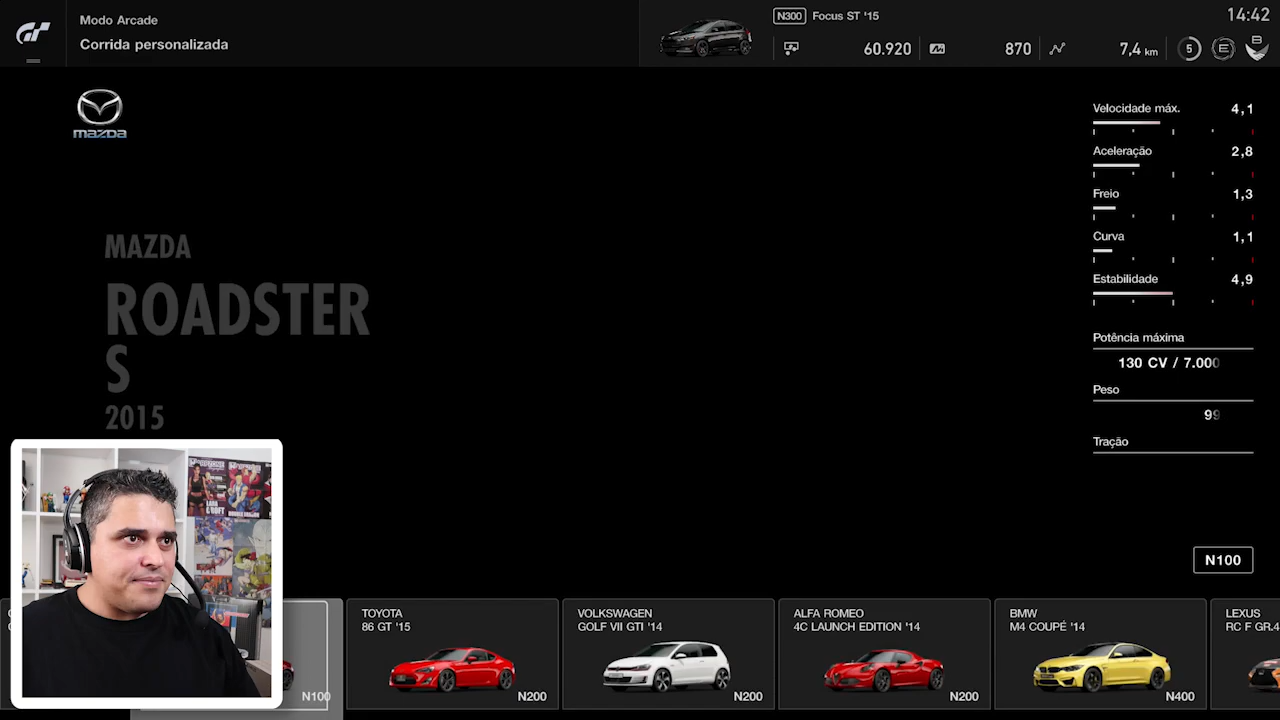 Modo Arcade
Corrida personalizada
N300 Focus ST '15
60.920 870 7,4 km 5 E B
14:42
mazda
MAZDA
ROADSTER
S
2015
Velocidade máx. 4,1
Aceleração 2,8
Freio 1,3
Curva 1,1
Estabilidade 4,9
Potência máxima
130 CV / 7.000
Peso
99
Tração
N100
N100
TOYOTA
86 GT '15
N200
VOLKSWAGEN
GOLF VII GTI '14
N200
ALFA ROMEO
4C LAUNCH EDITION '14
N200
BMW
M4 COUPÉ '14
N400
LEXUS
RC F GR.4